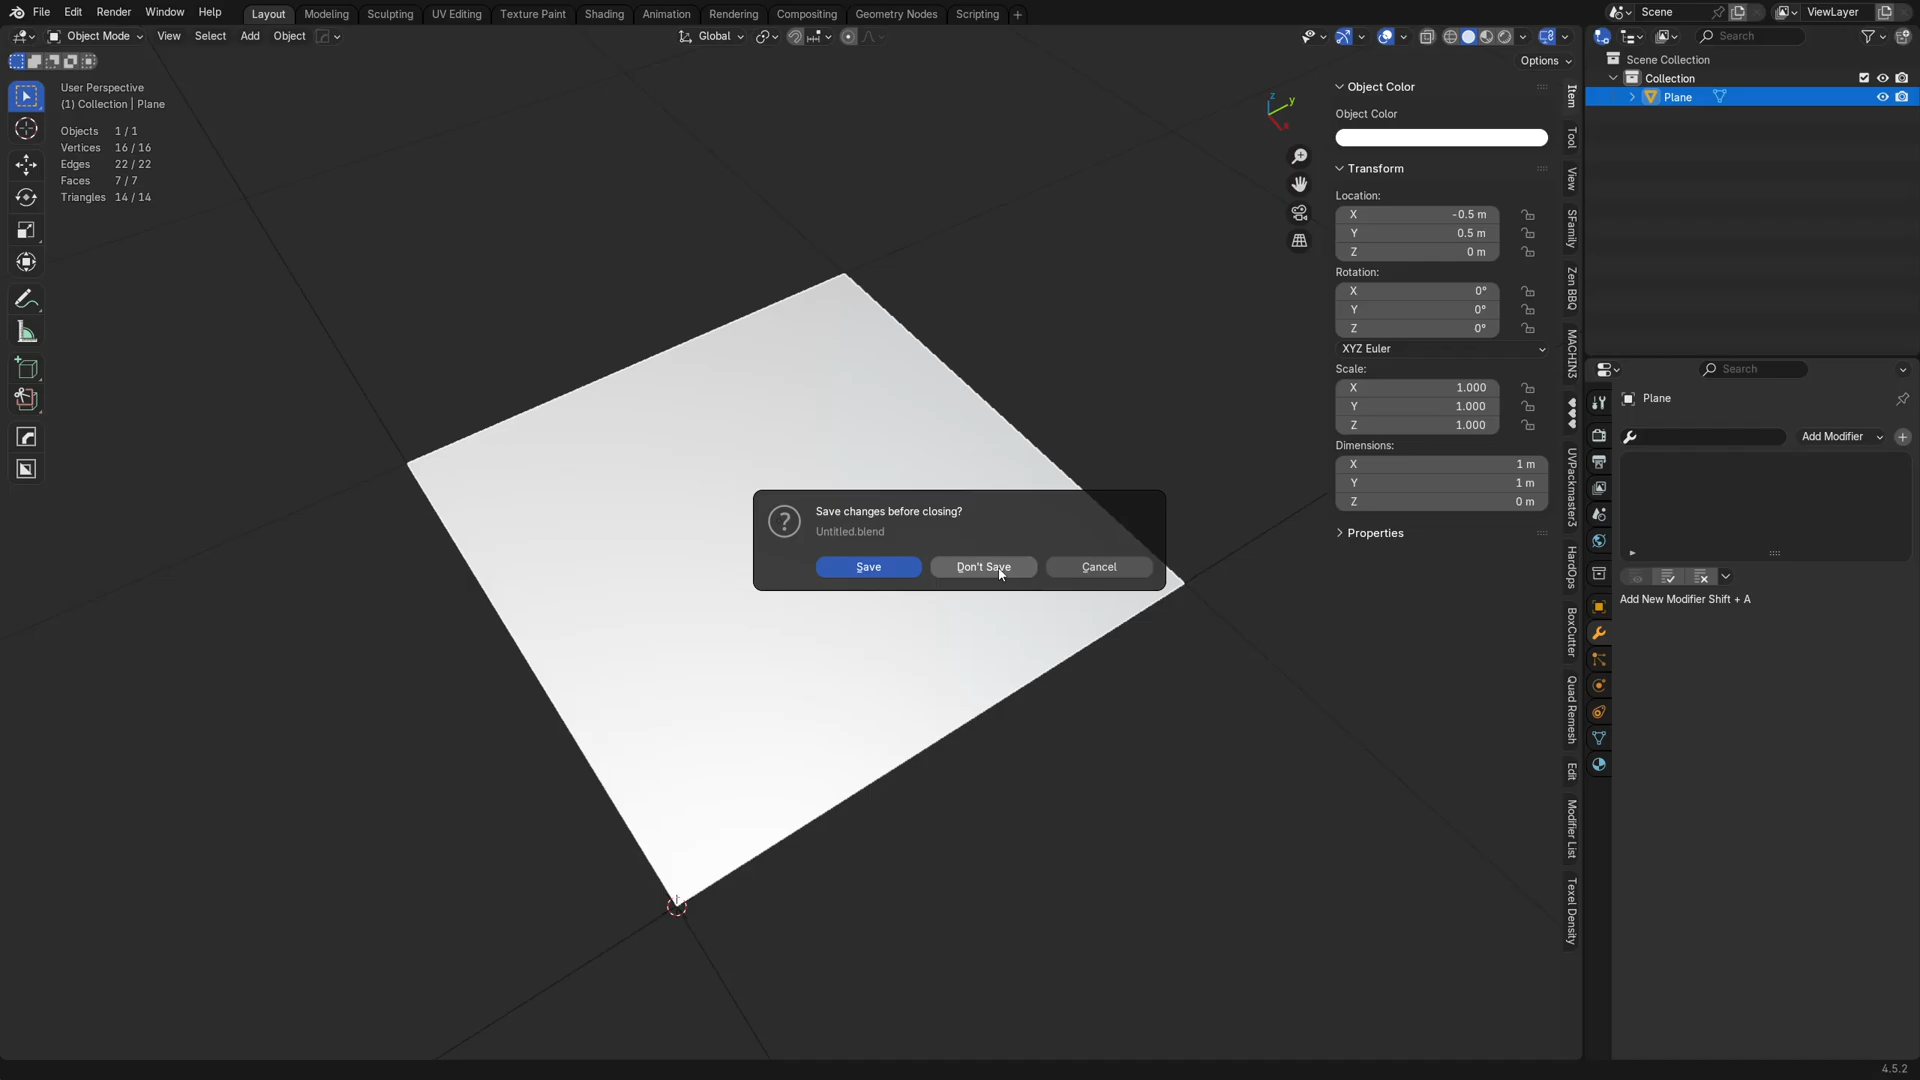 File Edit Render Window Help Layout Modeling Sculpting UV Editing Texture Paint Shading Animation Rendering Compositing Geometry Nodes Scripting + Scene ViewLayer
Object Mode View Select Add Object Global Search
Options
User Perspective
(1) Collection | Plane
Objects 1 / 1
Vertices 16 / 16
Edges 22 / 22
Faces 7 / 7
Triangles 14 / 14
Z
y
x
Object Color
Object Color
Transform
Location:
X -0.5 m
Y 0.5 m
Z 0 m
Rotation:
X 0°
Y 0°
Z 0°
XYZ Euler
Scale:
X 1.000
Y 1.000
Z 1.000
Dimensions:
X 1 m
Y 1 m
Z 0 m
Properties
Item
Tool
View
SFamily
Zen BBQ
MACHIN3
UVPackmaster3
HardOps
BoxCutter
Quad Remesh
Edit
Modifier List
Texel Density
Scene Collection
Collection
Plane
Search
Plane
Add Modifier
Add New Modifier Shift + A
Save changes before closing?
Untitled.blend
Save Don't Save Cancel
4.5.2